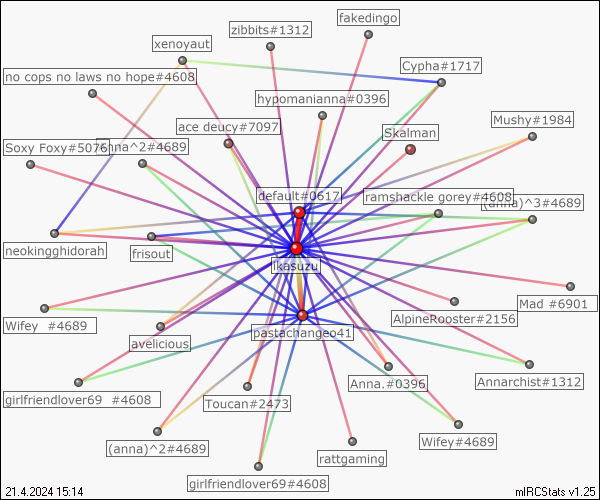 fakedingo
zibbits#1312
xenoyaut
Cypha#1717
no cops no laws no hope#4608
hypomanianna#0396
Mushy#1984
ace deucy#7097
Skalman
Soxy Foxy#5076
^2#4689
default#0617
ramshackle gorey#4608
^3#4689
neokingghidorah
frisout
ikasuzu
Mad #6901
Wifey #4689
AlpineRooster#2156
avelicious
pastachangeo41
Anna.#0396
Annarchist#1312
girlfriendlover69 #4608
Toucan#2473
(anna)^2#4689
Wifey#4689
rattgaming
girlfriendlover69#4608
21.4.2024 15:14
mIRCStats v1.25